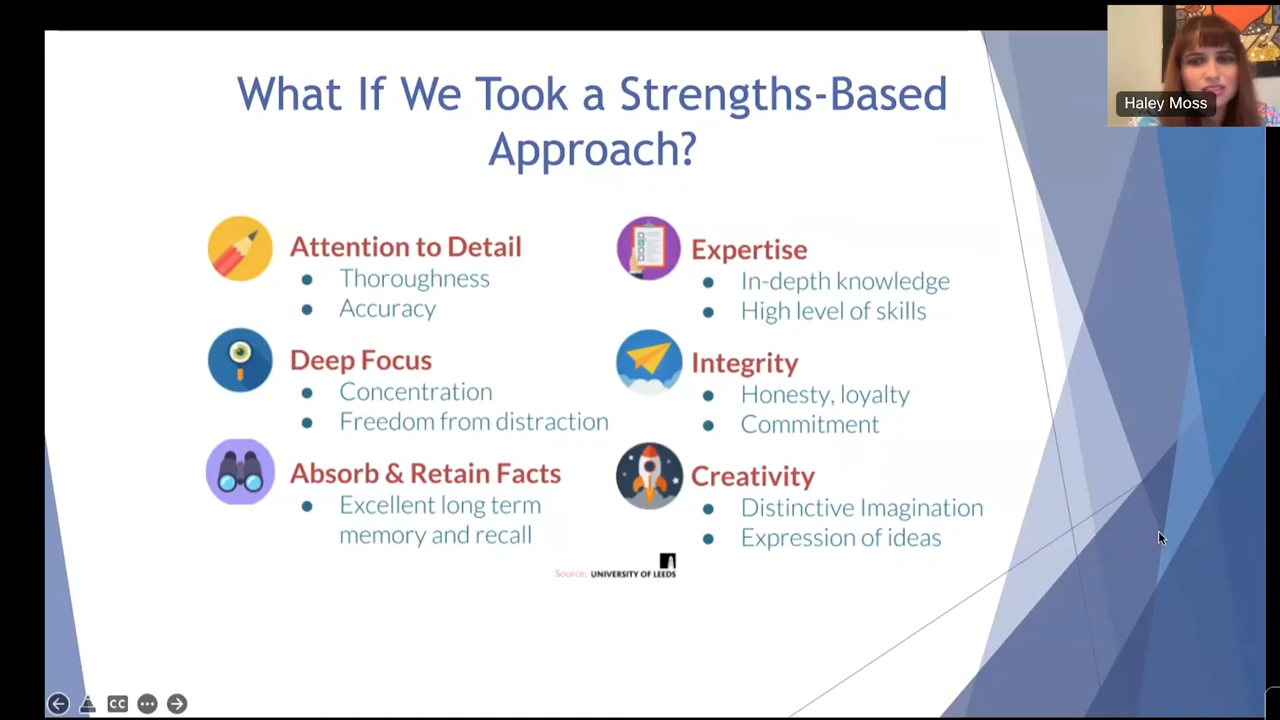 What If We Took a Strengths-Based
Approach?
Haley Moss
Attention to Detail
● Thoroughness
● Accuracy
Deep Focus
● Concentration
● Freedom from distraction
Absorb & Retain Facts
● Excellent long term
memory and recall
Expertise
● In-depth knowledge
● High level of skills
Integrity
● Honesty, loyalty
● Commitment
Creativity
● Distinctive Imagination
● Expression of ideas
Source: UNIVERSITY OF LEEDS
CC